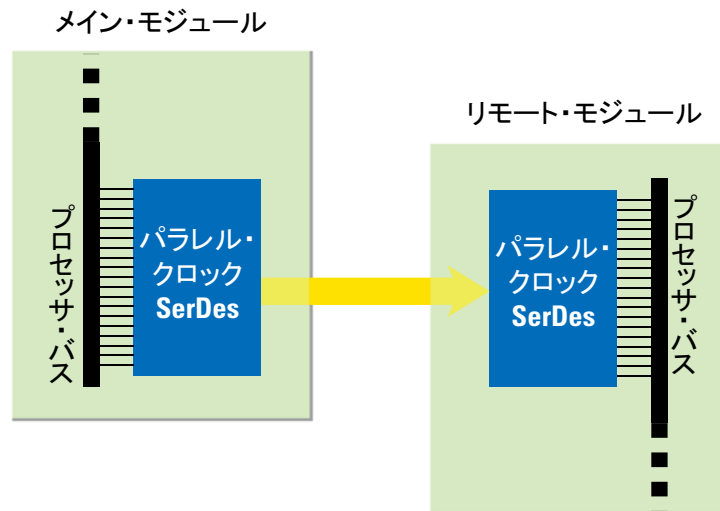 メイン・モジュール
リモート・モジュール
プロセッサ・バス
パラレル・
クロック
SerDes
パラレル・
クロック
SerDes
プロセッサ・バス